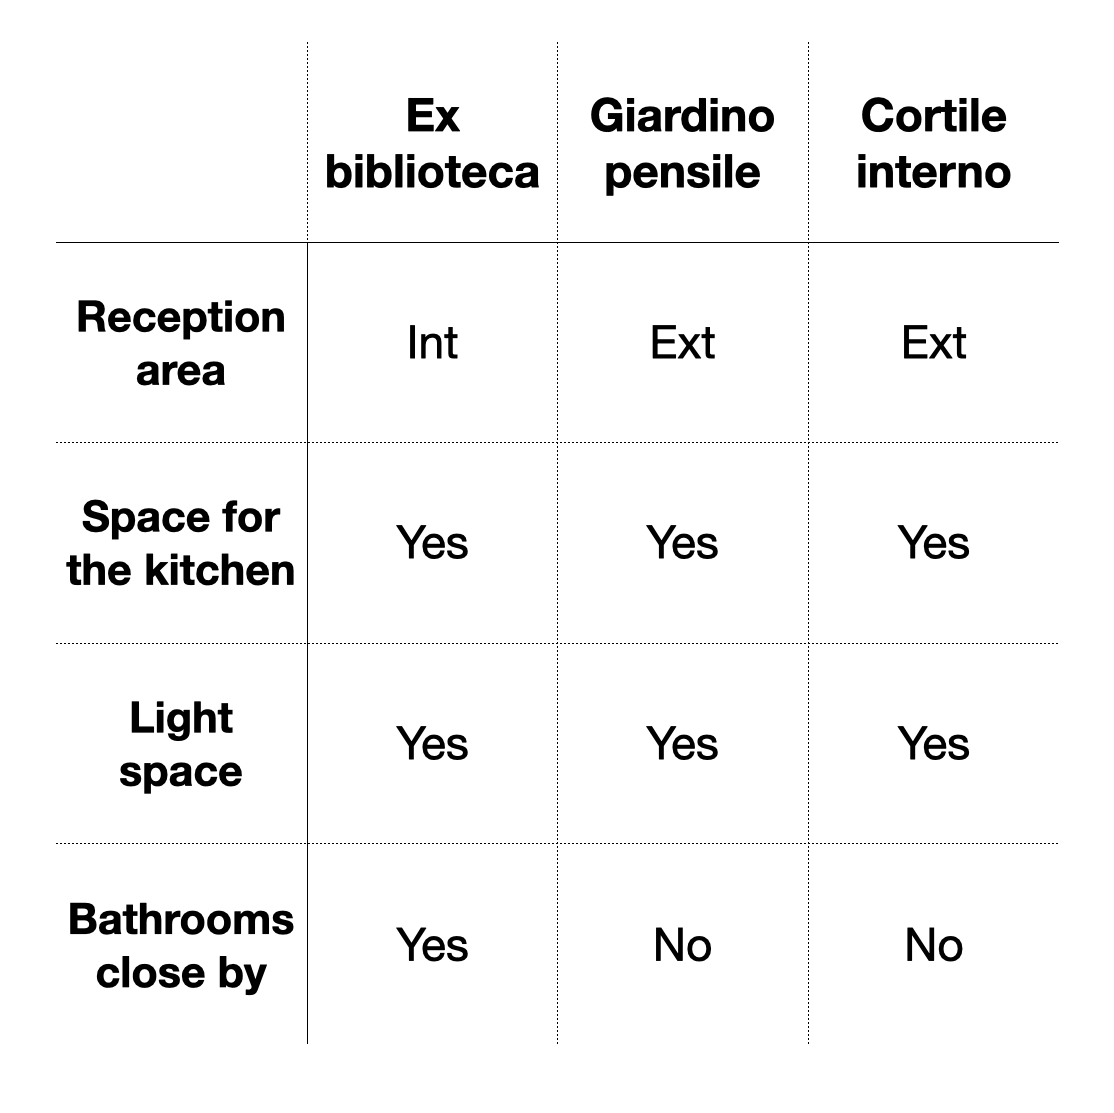 Ex
biblioteca
Giardino
pensile
Cortile
interno
Reception
area
Int
Ext
Ext
Space for
the kitchen
Yes
Yes
Yes
Light
space
Yes
Yes
Yes
Bathrooms
close by
Yes
No
No